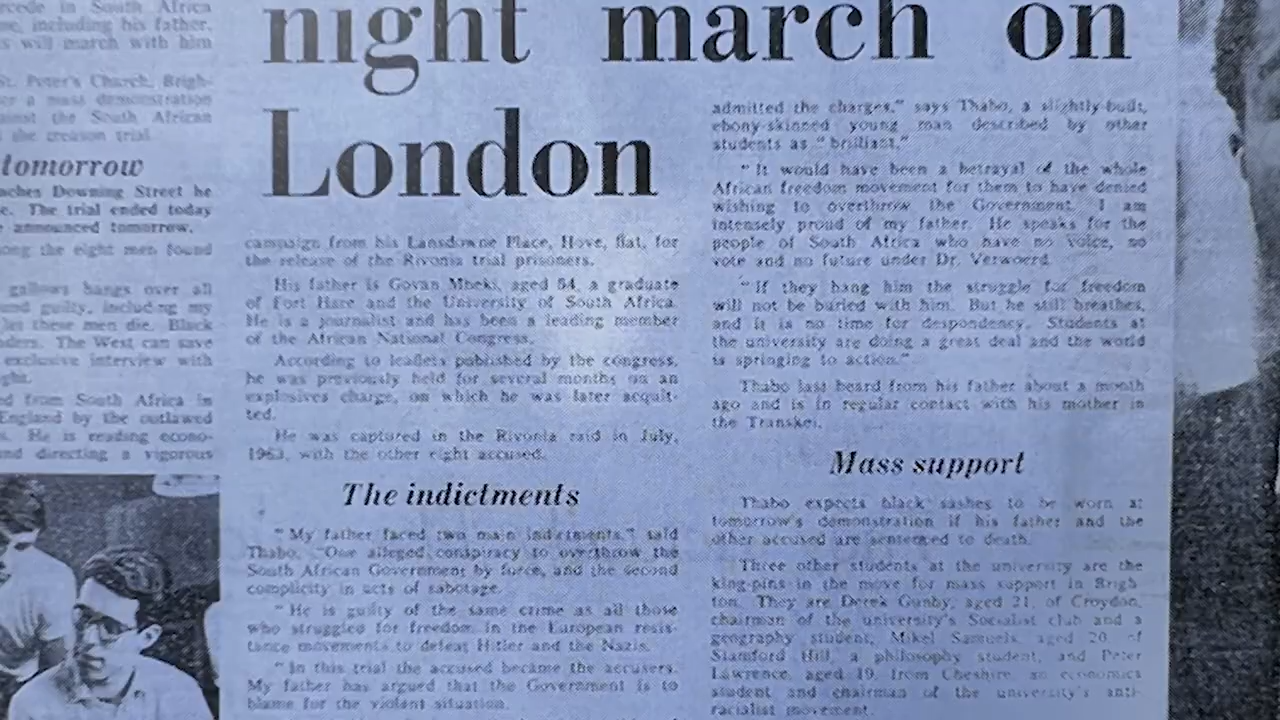 night march on
London
rcede in South Africa
e, including his father,
s will march with him
St. Peter's Church, Brigh-
er a mass demonstration
ainst the South African
the treason trial
tomorrow
aches Downing Street he
e. The trial ended today
e announced tomorrow.
ong the eight men found
gallows hangs over all
und guilty, including my
let these men die. Black
ders. The West can save
exclusive interview with
ght.
ed from South Africa in
England by the outlawed
s. He is reading econo-
nd directing a vigorous
campaign from his Lansdowne Place, Hove, flat, for
the release of the Rivonia trial prisoners.
His father is Govan Mbeki, aged 54, a graduate
of Fort Hare and the University of South Africa.
He is a journalist and has been a leading member
of the African National Congress.
According to leaflets published by the congress,
he was previously held for several months on an
explosives charge, on which he was later acquit-
ted.
He was captured in the Rivonia raid in July,
1963, with the other eight accused.
The indictments
"My father faced two main indictments," said
Thabo. "One alleged conspiracy to overthrow the
South African Government by force, and the second
complicity in acts of sabotage.
"He is guilty of the same crime as all those
who struggled for freedom in the European resis-
tance movements to defeat Hitler and the Nazis.
"In this trial the accused became the accusers.
My father has argued that the Government is to
blame for the violent situation.
admitted the charges," says Thabo, a slightly-built,
ebony-skinned young man described by other
students as "brilliant."
"It would have been a betrayal of the whole
African freedom movement for them to have denied
wishing to overthrow the Government. I am
intensely proud of my father. He speaks for the
people of South Africa who have no voice, no
vote and no future under Dr. Verwoerd.
"If they hang him the struggle for freedom
will not be buried with him. But he still breathes,
and it is no time for despondency. Students at
the university are doing a great deal and the world
is springing to action."
Thabo last heard from his father about a month
ago and is in regular contact with his mother in
the Transkei.
Mass support
Thabo expects black sashes to be worn at
tomorrow's demonstration if his father and the
other accused are sentenced to death.
Three other students at the university are the
king-pins in the move for mass support in Brigh-
ton. They are Derek Gunby, aged 21, of Croydon,
chairman of the university's Socialist club and a
geography student, Mikel Samuels, aged 20 of
Stamford Hill, a philosophy student, and Peter
Lawrence, aged 19, from Cheshire, an economics
student and chairman of the university's anti-
racialist movement.